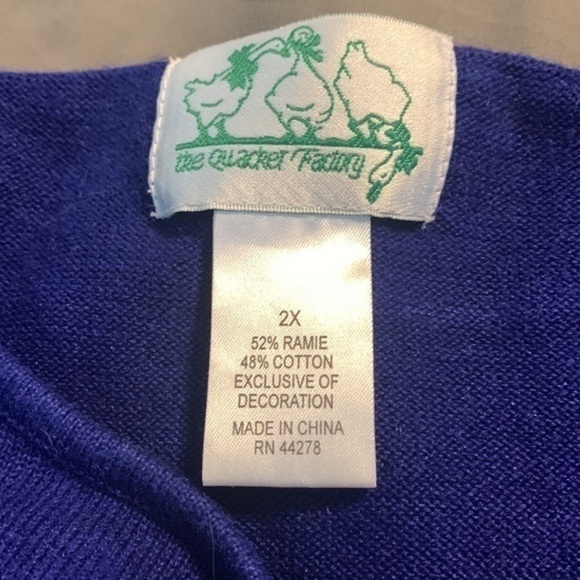 the Quacker Factory
2X
52% RAMIE
48% COTTON
EXCLUSIVE OF
DECORATION
MADE IN CHINA
RN 44278